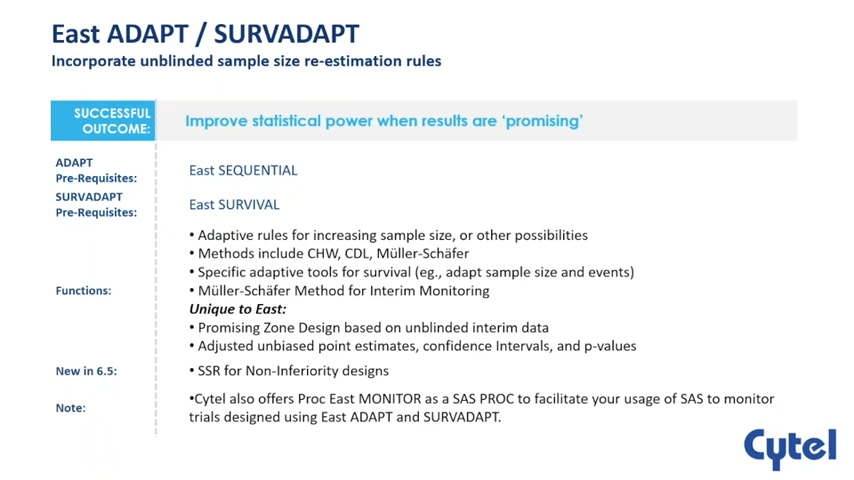 East ADAPT / SURVADAPT
Incorporate unblinded sample size re-estimation rules
SUCCESSFUL
OUTCOME:
Improve statistical power when results are ‘promising’
ADAPT
Pre-Requisites:
East SEQUENTIAL
SURVADAPT
Pre-Requisites:
East SURVIVAL
Functions:
• Adaptive rules for increasing sample size, or other possibilities
• Methods include CHW, CDL, Müller-Schäfer
• Specific adaptive tools for survival (eg., adapt sample size and events)
• Müller-Schäfer Method for Interim Monitoring
Unique to East:
• Promising Zone Design based on unblinded interim data
• Adjusted unbiased point estimates, confidence Intervals, and p-values
New in 6.5:
• SSR for Non-Inferiority designs
Note:
•Cytel also offers Proc East MONITOR as a SAS PROC to facilitate your usage of SAS to monitor
trials designed using East ADAPT and SURVADAPT.
Cytel